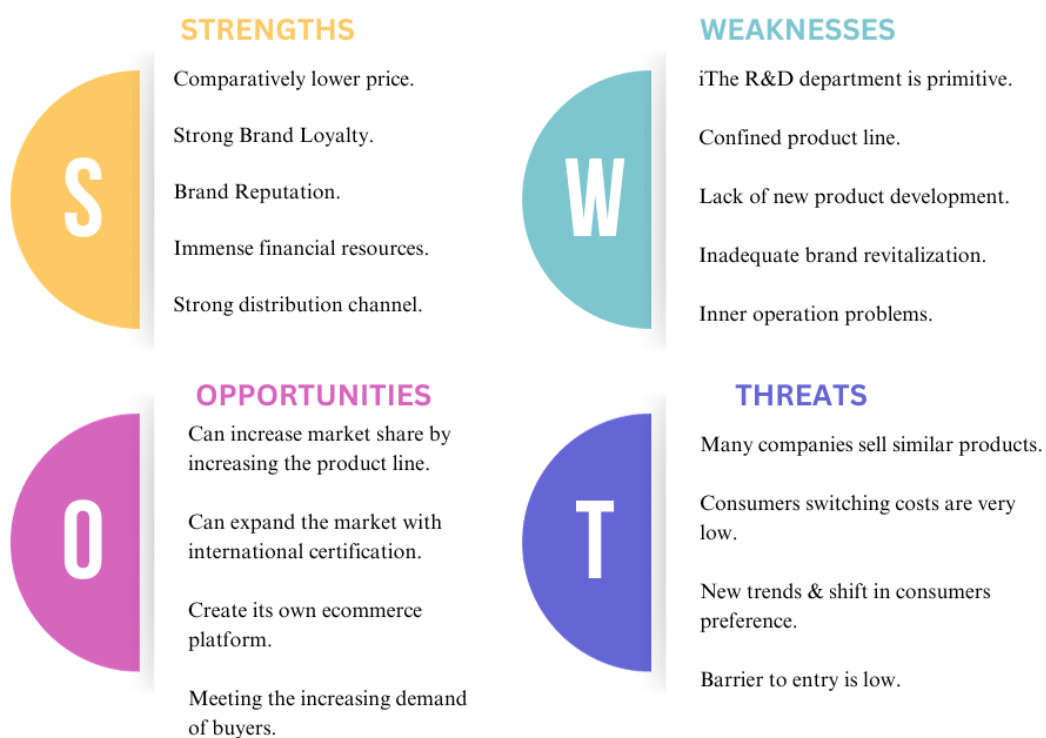 STRENGTHS
S
Comparatively lower price.
Strong Brand Loyalty.
Brand Reputation.
Immense financial resources.
Strong distribution channel.
WEAKNESSES
W
iThe R&D department is primitive.
Confined product line.
Lack of new product development.
Inadequate brand revitalization.
Inner operation problems.
OPPORTUNITIES
O
Can increase market share by
increasing the product line.
Can expand the market with
international certification.
Create its own ecommerce
platform.
Meeting the increasing demand
of buyers.
THREATS
T
Many companies sell similar products.
Consumers switching costs are very
low.
New trends & shift in consumers
preference.
Barrier to entry is low.